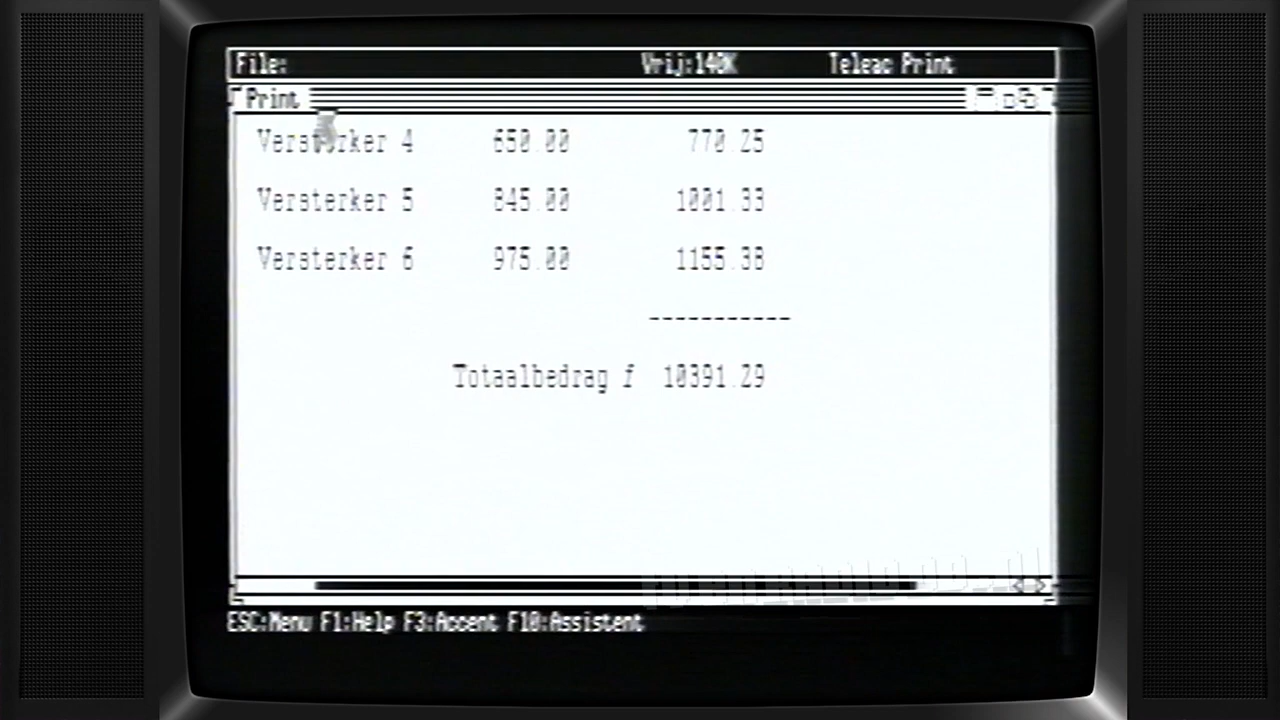 File: Vrij:140K Teleac Print
Print
Versterker 4 650.00 770.25
Versterker 5 845.00 1001.33
Versterker 6 975.00 1155.38
-----------
Totaalbedrag f 10391.29
ESC:Menu F1:Help F3:Accent F10:Assistent